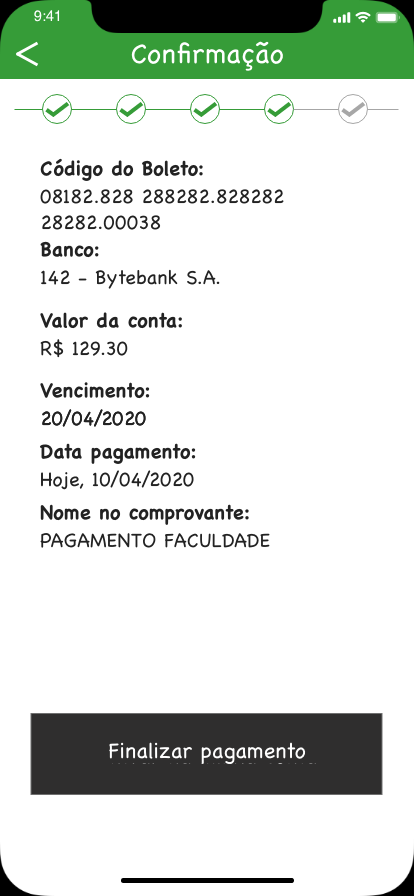 9:41
Confirmação
Código do Boleto:
08182.828 288282.828282
28282.00038
Banco:
142 - Bytebank S.A.
Valor da conta:
R$ 129.30
Vencimento:
20/04/2020
Data pagamento:
Hoje, 10/04/2020
Nome no comprovante:
PAGAMENTO FACULDADE
Finalizar pagamento